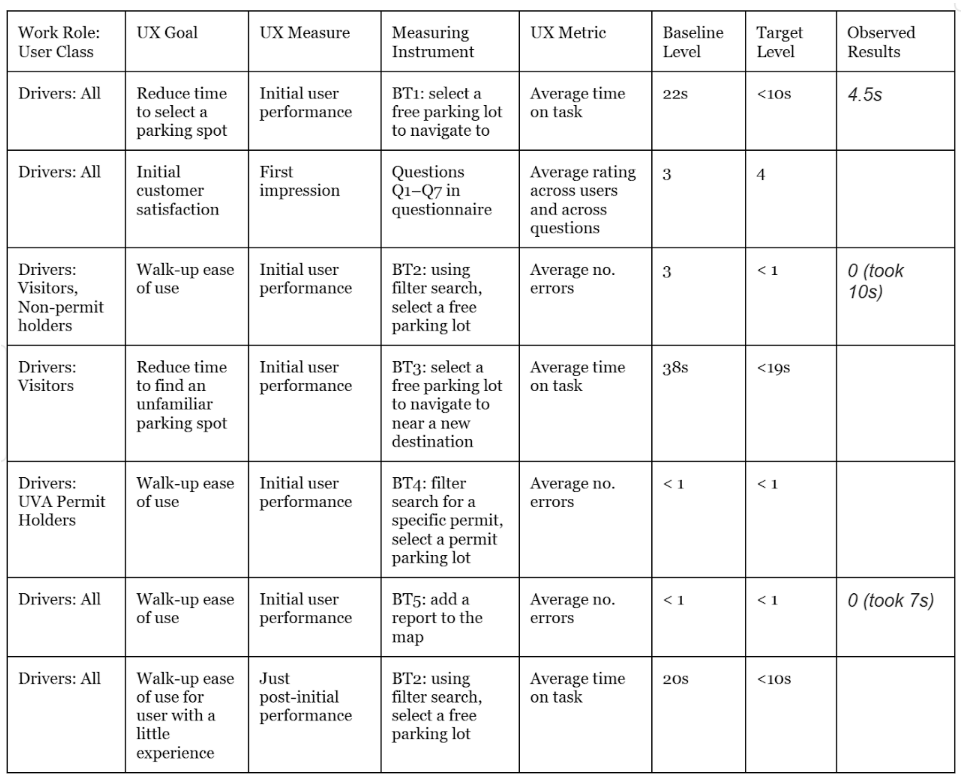 Work Role: User Class | UX Goal | UX Measure | Measuring Instrument | UX Metric | Baseline Level | Target Level | Observed Results
Drivers: All | Reduce time to select a parking spot | Initial user performance | BT1: select a free parking lot to navigate to | Average time on task | 22s | <10s | 4.5s
Drivers: All | Initial customer satisfaction | First impression | Questions Q1–Q7 in questionnaire | Average rating across users and across questions | 3 | 4 |
Drivers: Visitors, Non-permit holders | Walk-up ease of use | Initial user performance | BT2: using filter search, select a free parking lot | Average no. errors | 3 | < 1 | 0 (took 10s)
Drivers: Visitors | Reduce time to find an unfamiliar parking spot | Initial user performance | BT3: select a free parking lot to navigate to near a new destination | Average time on task | 38s | <19s |
Drivers: UVA Permit Holders | Walk-up ease of use | Initial user performance | BT4: filter search for a specific permit, select a permit parking lot | Average no. errors | < 1 | < 1 |
Drivers: All | Walk-up ease of use | Initial user performance | BT5: add a report to the map | Average no. errors | < 1 | < 1 | 0 (took 7s)
Drivers: All | Walk-up ease of use for user with a little experience | Just post-initial performance | BT2: using filter search, select a free parking lot | Average time on task | 20s | <10s |